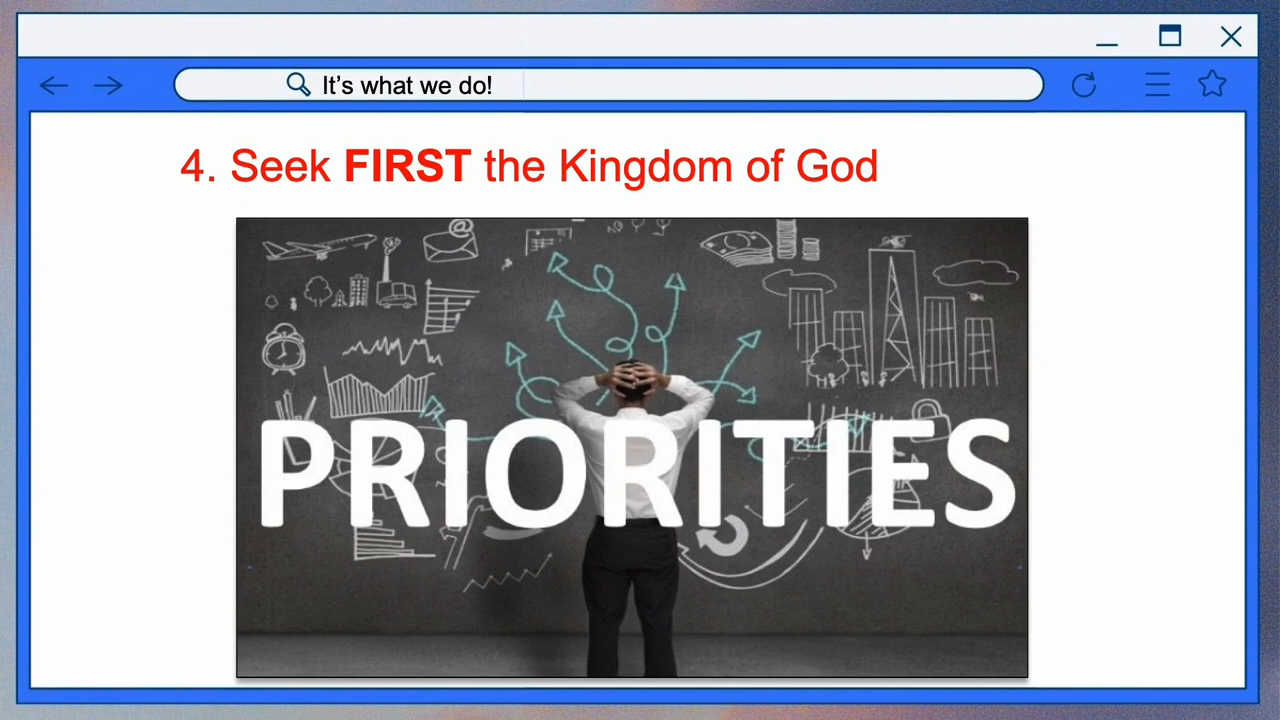 It's what we do!
4. Seek FIRST the Kingdom of God
@
PRIORITIES